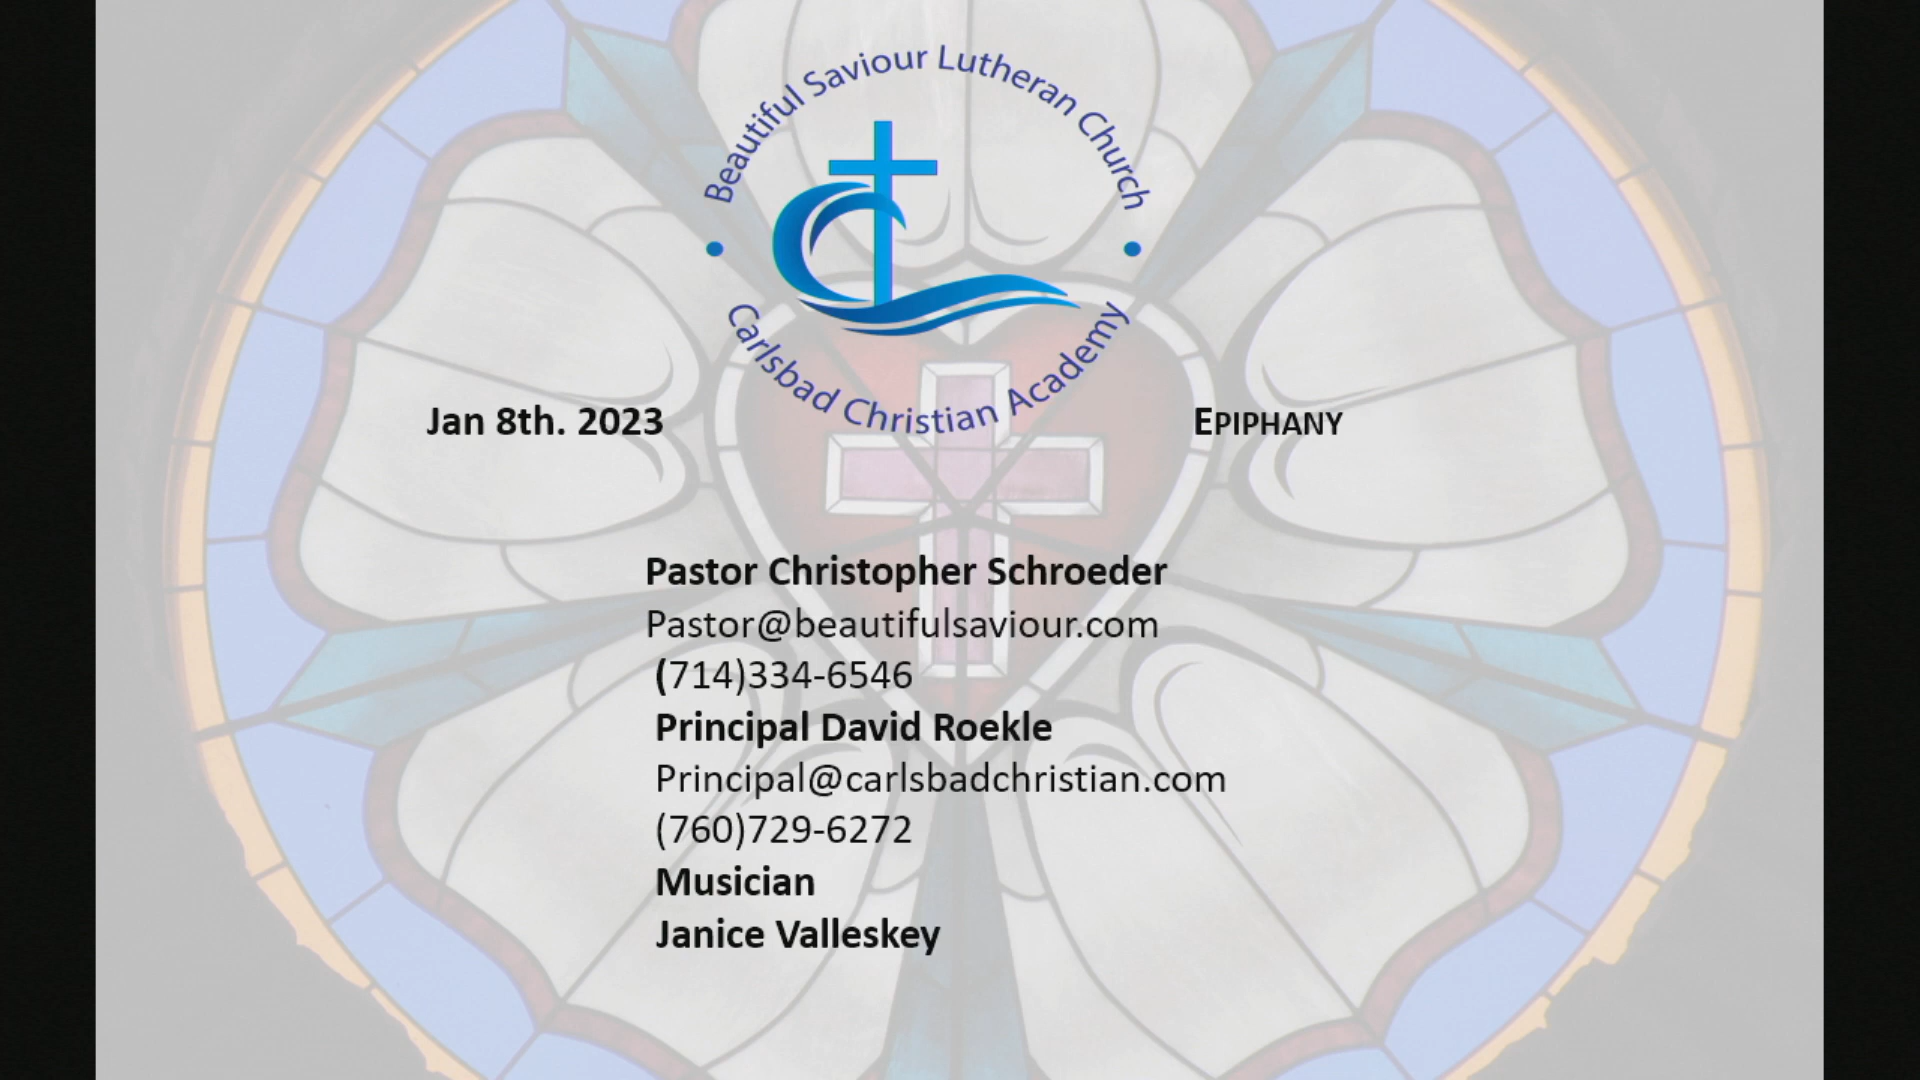 Beautiful Saviour Lutheran Church
Carlsbad Christian Academy
Jan 8th. 2023
EPIPHANY
Pastor Christopher Schroeder
Pastor@beautifulsaviour.com
(714)334-6546
Principal David Roekle
Principal@carlsbadchristian.com
(760)729-6272
Musician
Janice Valleskey